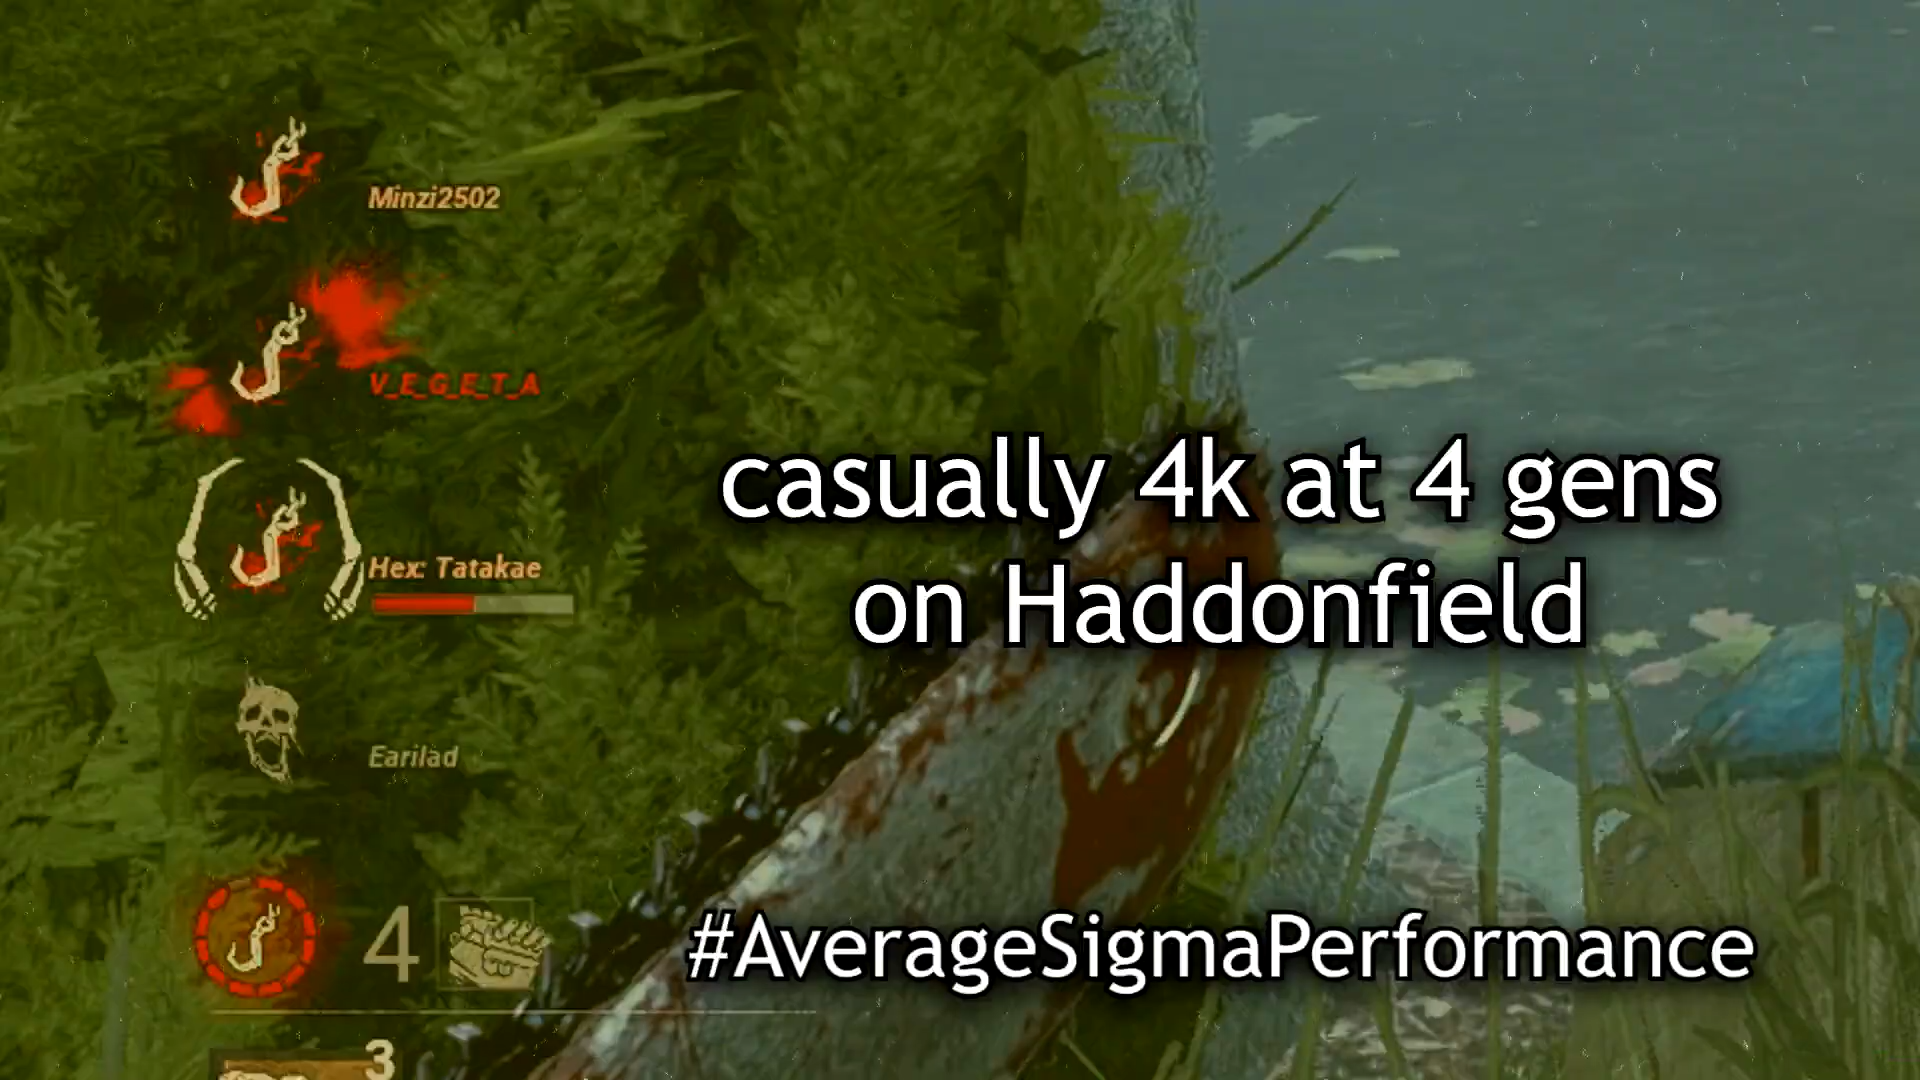 Minzi2502
V_E_G_E_T_A
Hex: Tatakae
Earilad
casually 4k at 4 gens
on Haddonfield
4
#AverageSigmaPerformance
3